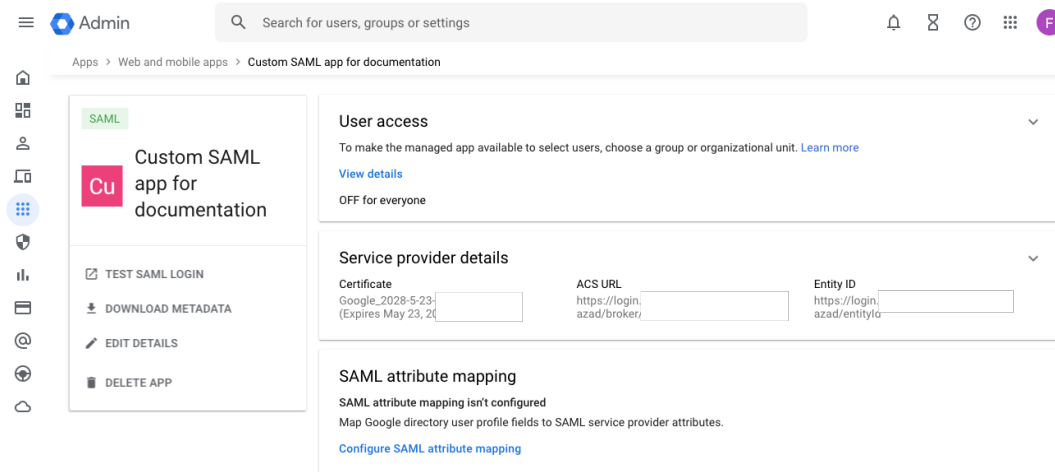 Admin
Search for users, groups or settings
F
Apps > Web and mobile apps > Custom SAML app for documentation
SAML
Cu
Custom SAML
app for
documentation
TEST SAML LOGIN
DOWNLOAD METADATA
EDIT DETAILS
DELETE APP
User access
To make the managed app available to select users, choose a group or organizational unit. Learn more
View details
OFF for everyone
Service provider details
Certificate
Google_2028-5-23-
(Expires May 23, 20
ACS URL
https://login.
azad/broker/
Entity ID
https://login.
azad/entityId
SAML attribute mapping
SAML attribute mapping isn't configured
Map Google directory user profile fields to SAML service provider attributes.
Configure SAML attribute mapping